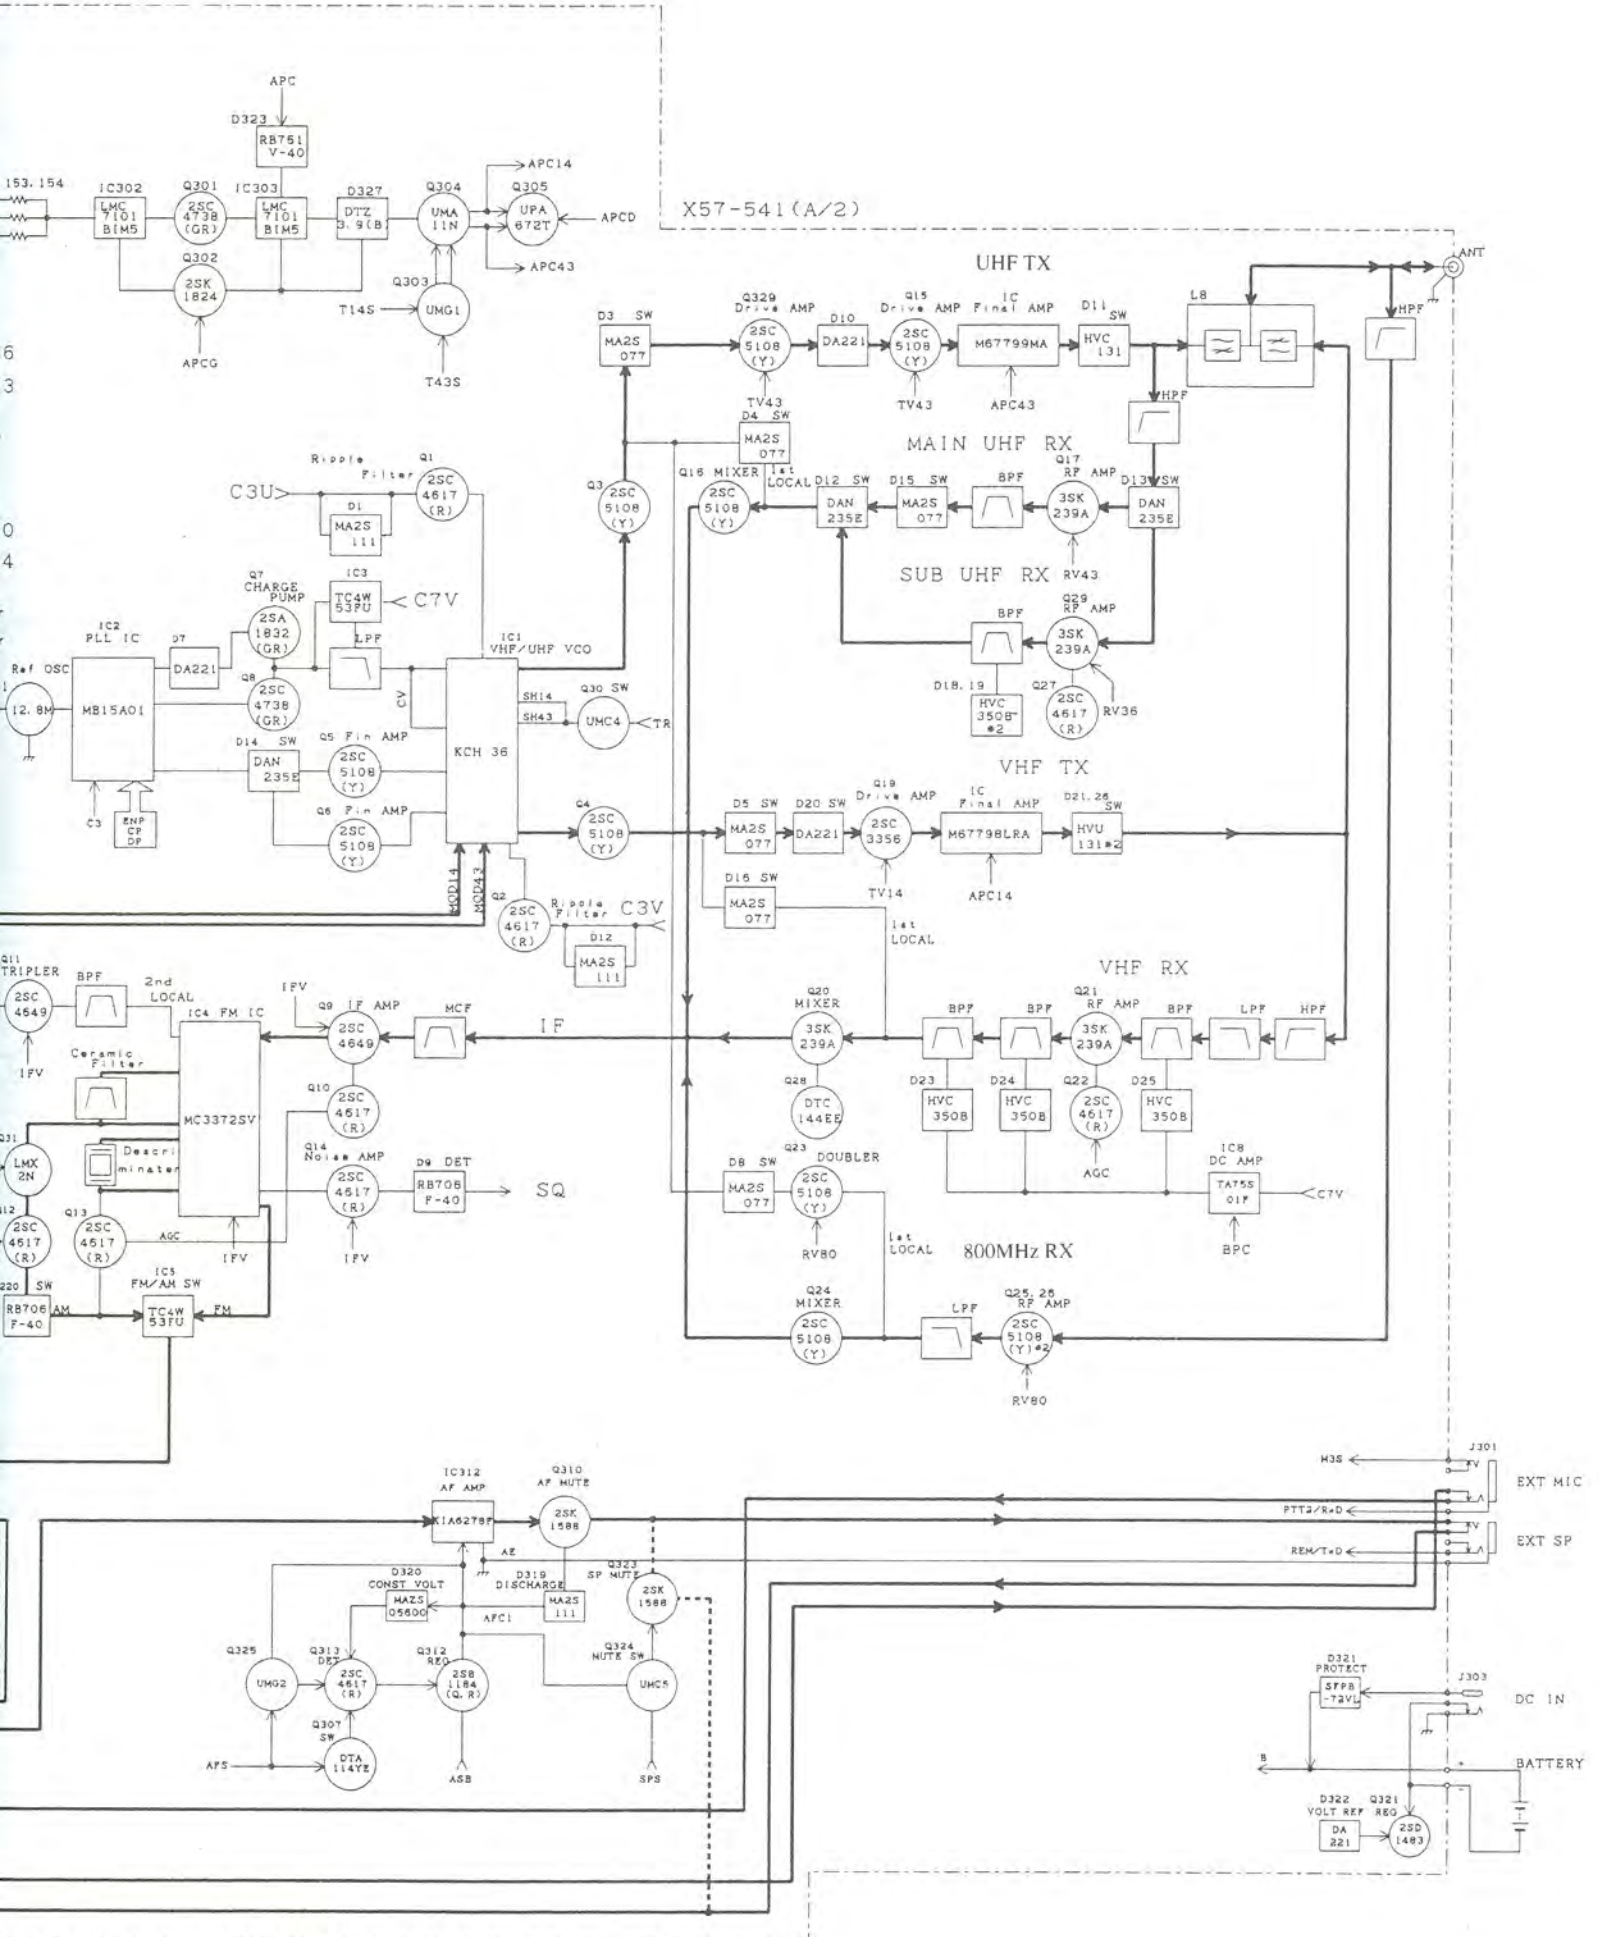 APC
D323
RB751
V-40
153.154
IC302
LMC
7101
BIM5
Q301
2SC
4738
(GR)
IC303
LMC
7101
BIM5
D327
DTZ
3.9(B)
Q304
UMA
11N
APC14
Q305
UPA
672T
APCD
APC43
Q302
2SK
1824
APCG
Q303
T14S
UMG1
T43S
X57-541(A/2)
UHF TX
ANT
D3 SW
MA2S
077
Q329
Drive AMP
2SC
5108
(Y)
TV43
D10
DA221
Q15
Drive AMP
2SC
5108
(Y)
TV43
IC
Final AMP
M67799MA
APC43
D11
SW
HVC
131
L8
HPF
HPF
6
3
D4 SW
MA2S
077
MAIN UHF RX
Ripple
Filter
Q1
2SC
4617
(R)
C3U
D1
MA2S
111
Q3
2SC
5108
(Y)
Q16 MIXER
2SC
5108
(Y)
1st
LOCAL
D12 SW
DAN
235E
D15 SW
MA2S
077
BPF
Q17
RF AMP
3SK
239A
RV43
D13 SW
DAN
235E
0
4
SUB UHF RX
BPF
Q29
RF AMP
3SK
239A
D18.19
HVC
350B
*2
Q27
2SC
4617
(R)
RV36
Q7
CHARGE
PUMP
2SA
1832
(GR)
IC3
TC4W
53FU
C7V
LPF
IC2
PLL IC
MB15A01
D7
DA221
Ref OSC
12.8M
Q8
2SC
4738
(GR)
CV
IC1
VHF/UHF VCO
KCH 36
SH14
SH43
Q30 SW
UMC4
TR
D14 SW
DAN
235E
Q5 Fin AMP
2SC
5108
(Y)
Q6 Fin AMP
2SC
5108
(Y)
C3
ENP
CP
DP
VHF TX
Q4
2SC
5108
(Y)
D5 SW
MA2S
077
D20 SW
DA221
Q19
Drive AMP
2SC
3356
TV14
IC
Final AMP
M67798LRA
APC14
D21.26
SW
HVU
131*2
MOD14
MOD43
D16 SW
MA2S
077
1st
LOCAL
Q2
2SC
4617
(R)
Ripple
Filter
C3V
D12
MA2S
111
VHF RX
Q11
TRIPLER
2SC
4649
IFV
BPF
2nd
LOCAL
IC4 FM IC
MC3372SV
IFV
Q9
IF AMP
2SC
4649
MCF
IF
Q20
MIXER
3SK
239A
BPF
BPF
Q21
RF AMP
3SK
239A
BPF
LPF
HPF
Ceramic
Filter
Q10
2SC
4617
(R)
Q28
DTC
144EE
D23
HVC
350B
D24
HVC
350B
Q22
2SC
4617
(R)
AGC
D25
HVC
350B
Q31
LMX
2N
Descri
minater
Q14
Noise AMP
2SC
4617
(R)
IFV
D9 DET
RB706
F-40
SQ
D8 SW
MA2S
077
Q23
DOUBLER
2SC
5108
(Y)
RV80
IC8
DC AMP
TA75S
01F
C7V
BPC
2SC
4617
(R)
Q13
2SC
4617
(R)
AGC
IFV
1st
LOCAL
800MHz RX
SW
RB706
F-40
AM
IC5
FM/AM SW
TC4W
53FU
FM
Q24
MIXER
2SC
5108
(Y)
LPF
Q25.26
RF AMP
2SC
5108
(Y)*2
RV80
J301
M3S
EXT MIC
PTT2/RxD
IC312
AF AMP
KIA6278F
Q310
AF MUTE
2SK
1588
EXT SP
REM/TxD
D320
CONST VOLT
MAZS
05600
D319
DISCHARGE
MA2S
111
Q323
SP MUTE
2SK
1588
AFC1
Q325
UMG2
Q313
DET
2SC
4617
(R)
Q312
REG
2SB
1184
(Q.R)
Q324
MUTE SW
UMC5
Q307
SW
DTA
114YE
AFS
ASB
SPS
D321
PROTECT
SFPB
-72VL
J303
DC IN
B
+
BATTERY
-
D322
VOLT REF
DA
221
Q321
REG
2SD
1483